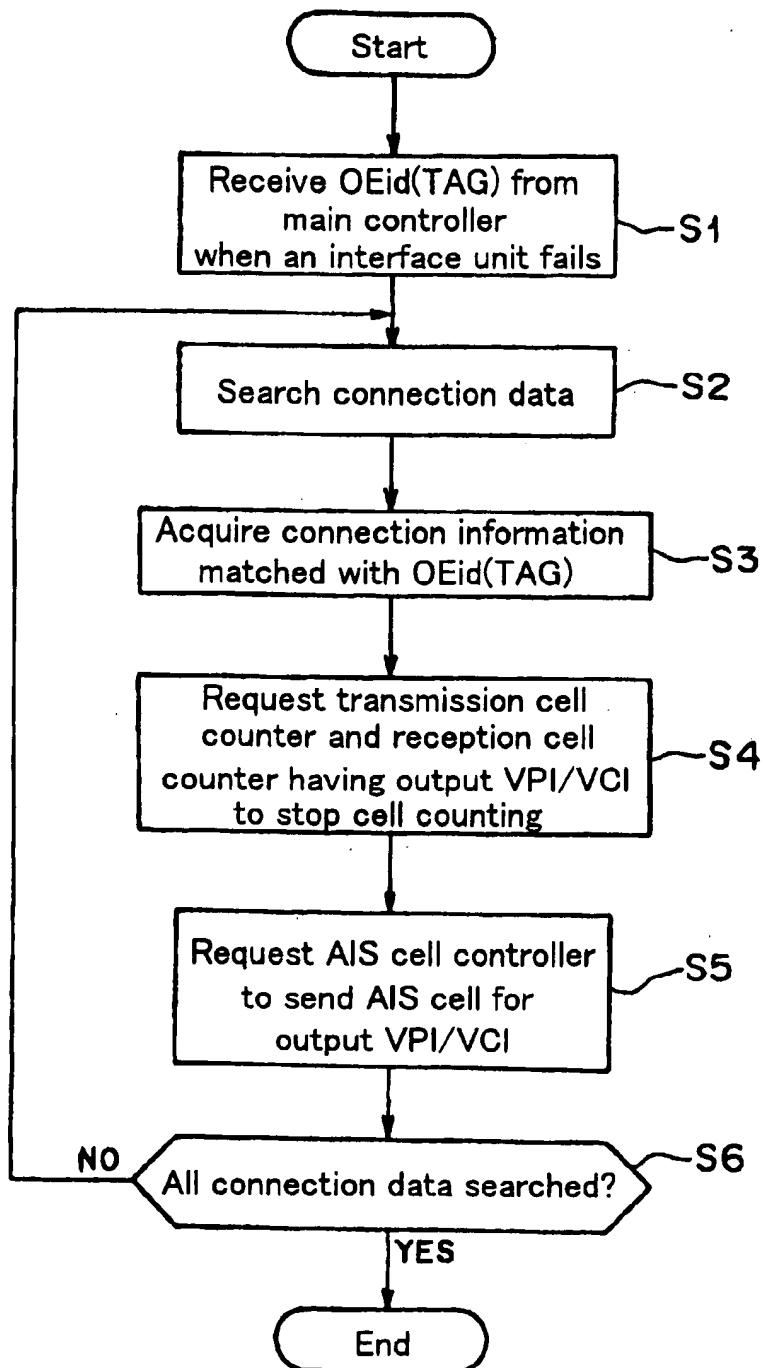 Start
Receive OEid(TAG) from
main controller
when an interface unit fails
S1
Search connection data
S2
Acquire connection information
matched with OEid(TAG)
S3
Request transmission cell
counter and reception cell
counter having output VPI/VCI
to stop cell counting
S4
Request AIS cell controller
to send AIS cell for
output VPI/VCI
S5
NO
All connection data searched?
S6
YES
End